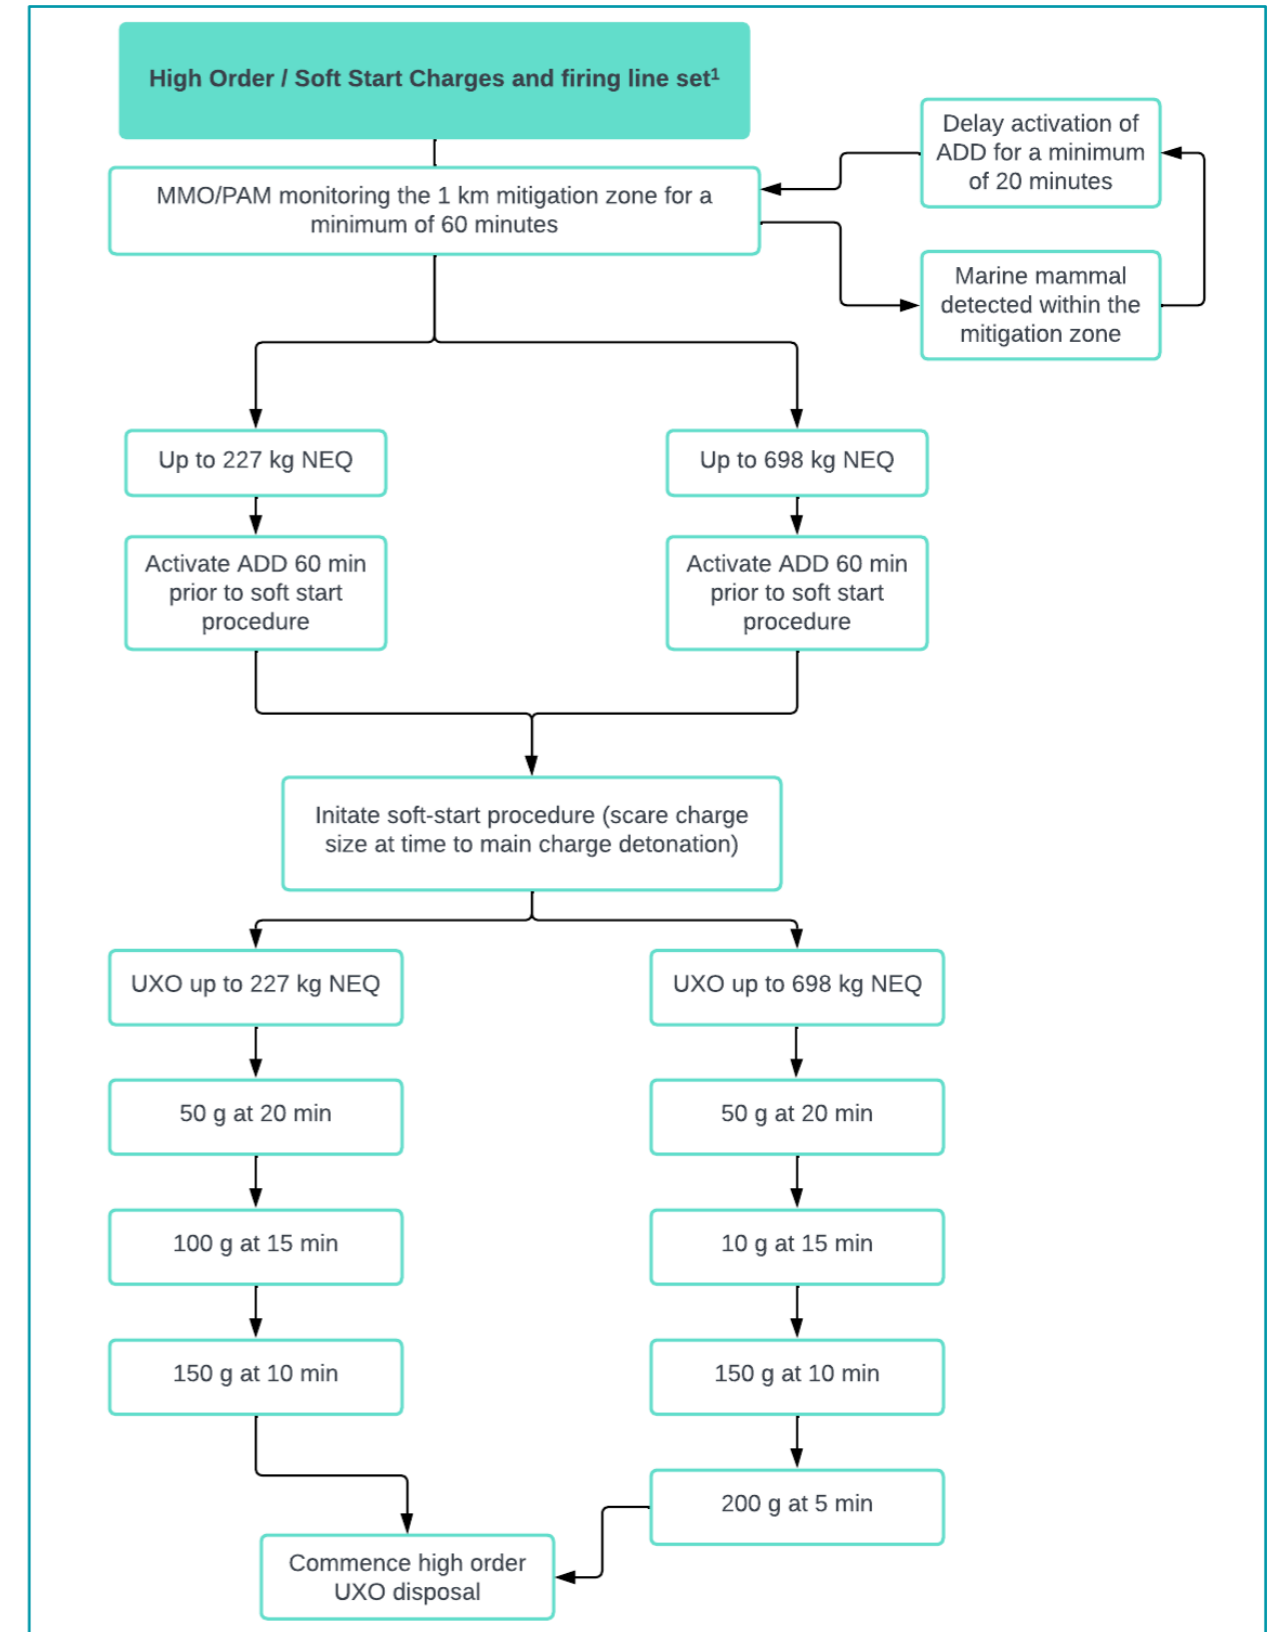 High Order / Soft Start Charges and firing line set¹
Delay activation of
ADD for a minimum
of 20 minutes
MMO/PAM monitoring the 1 km mitigation zone for a
minimum of 60 minutes
Marine mammal
detected within the
mitigation zone
Up to 227 kg NEQ
Up to 698 kg NEQ
Activate ADD 60 min
prior to soft start
procedure
Activate ADD 60 min
prior to soft start
procedure
Initate soft-start procedure (scare charge
size at time to main charge detonation)
UXO up to 227 kg NEQ
UXO up to 698 kg NEQ
50 g at 20 min
50 g at 20 min
100 g at 15 min
10 g at 15 min
150 g at 10 min
150 g at 10 min
200 g at 5 min
Commence high order
UXO disposal